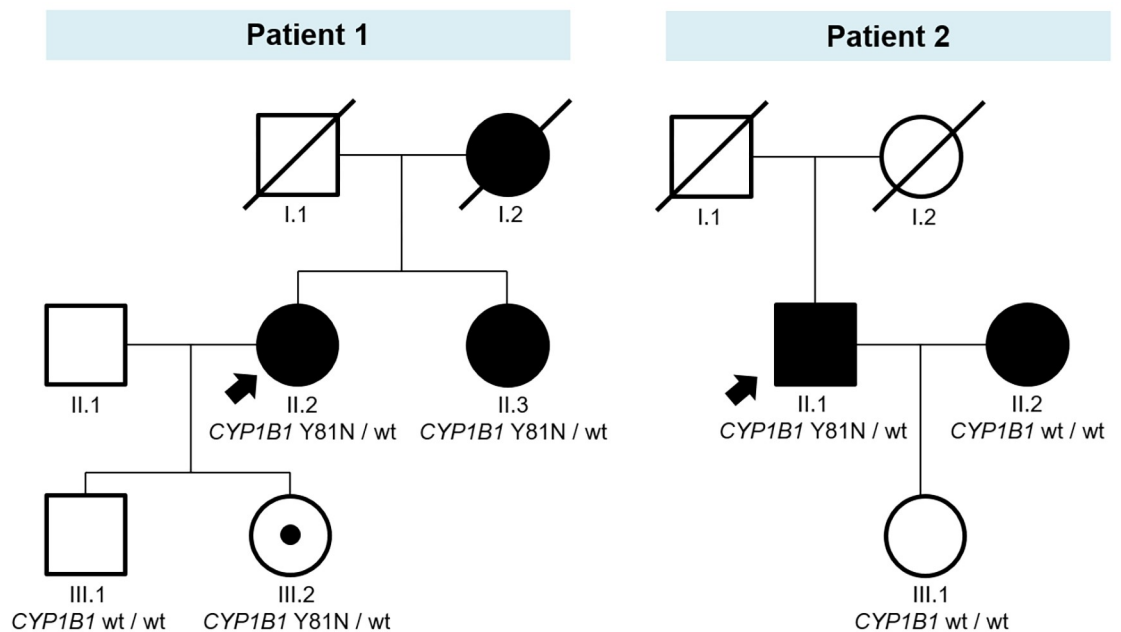 Patient 1
Patient 2
I.1
I.2
I.1
I.2
II.1
II.2
CYP1B1 Y81N / wt
II.3
CYP1B1 Y81N / wt
II.1
CYP1B1 Y81N / wt
II.2
CYP1B1 wt / wt
III.1
CYP1B1 wt / wt
III.2
CYP1B1 Y81N / wt
III.1
CYP1B1 wt / wt